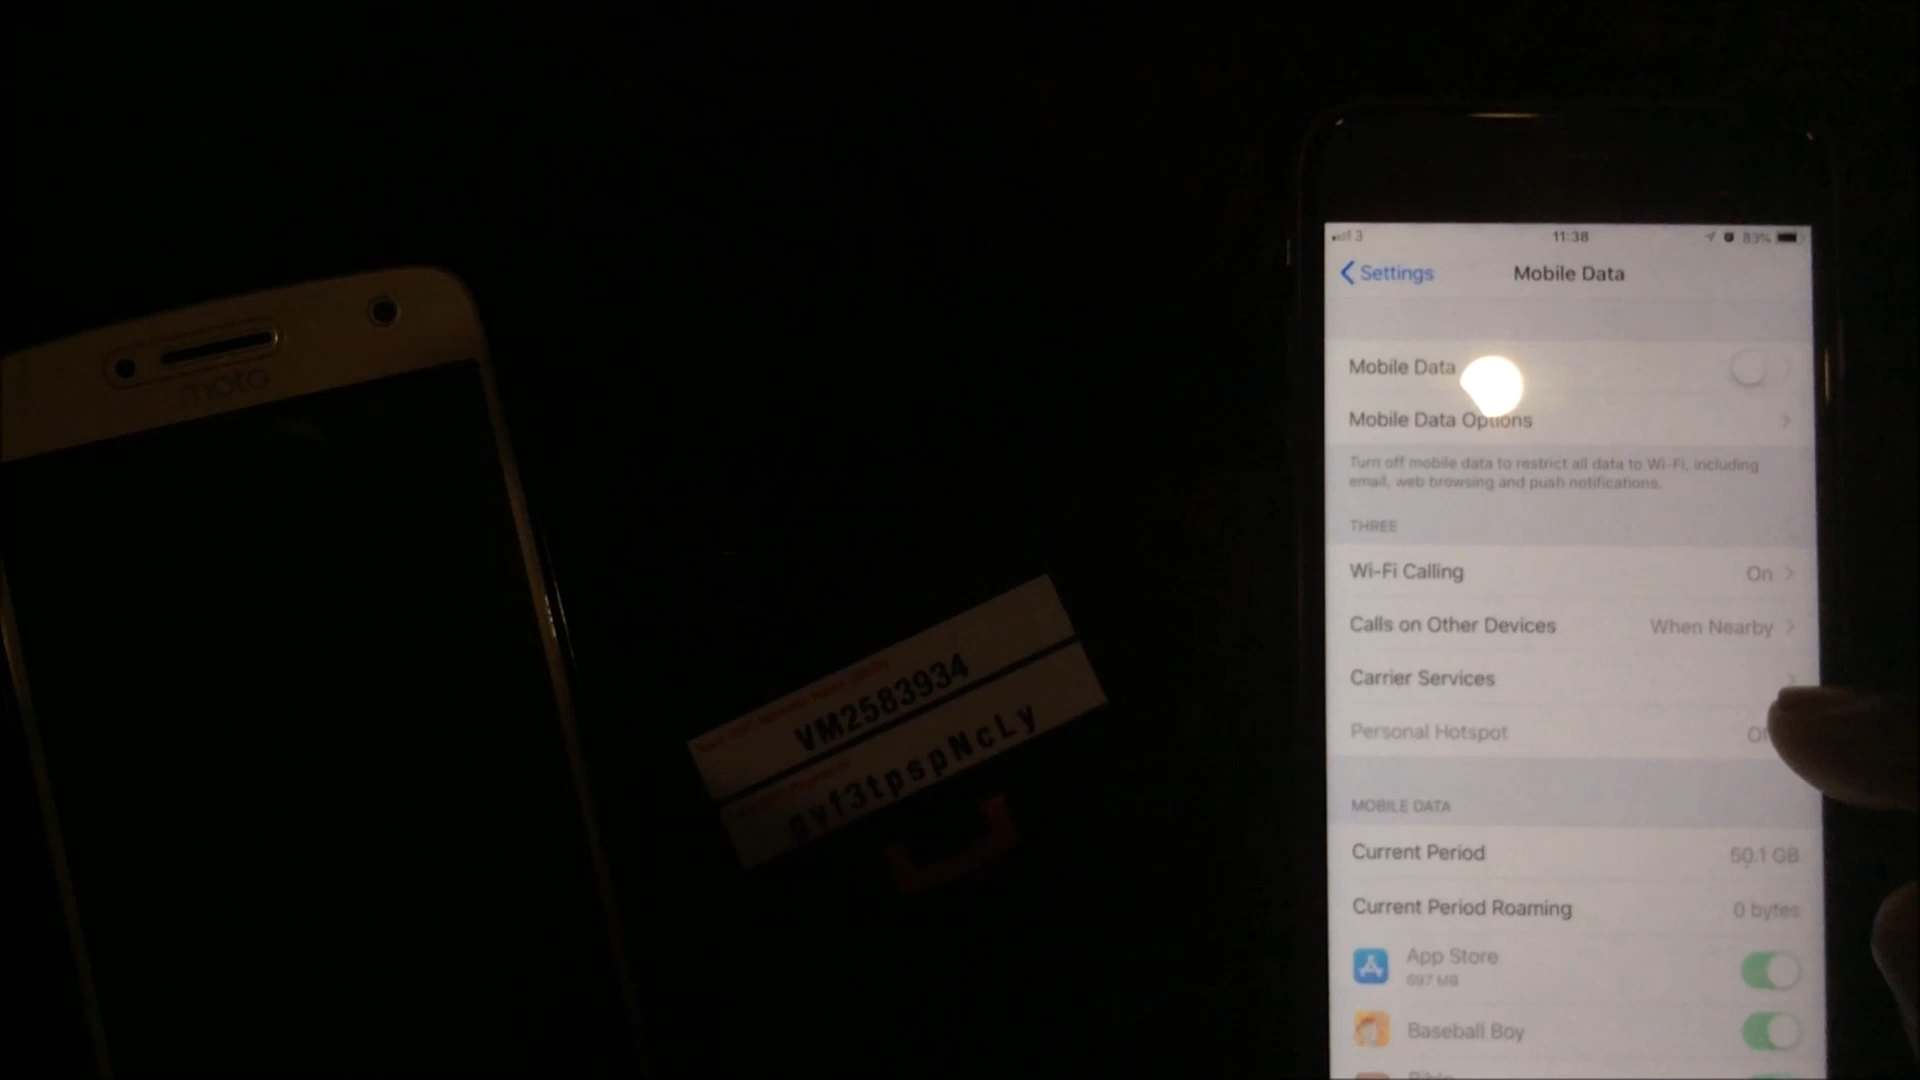 moto
VM2583934
gyf3tpspNcLy
3
11:38
83%
Settings
Mobile Data
Mobile Data
Mobile Data Options
Turn off mobile data to restrict all data to Wi-Fi, including
email, web browsing and push notifications.
THREE
Wi-Fi Calling On
Calls on Other Devices When Nearby
Carrier Services
Personal Hotspot
MOBILE DATA
Current Period 50.1 GB
Current Period Roaming 0 bytes
App Store
697 MB
Baseball Boy
Bible